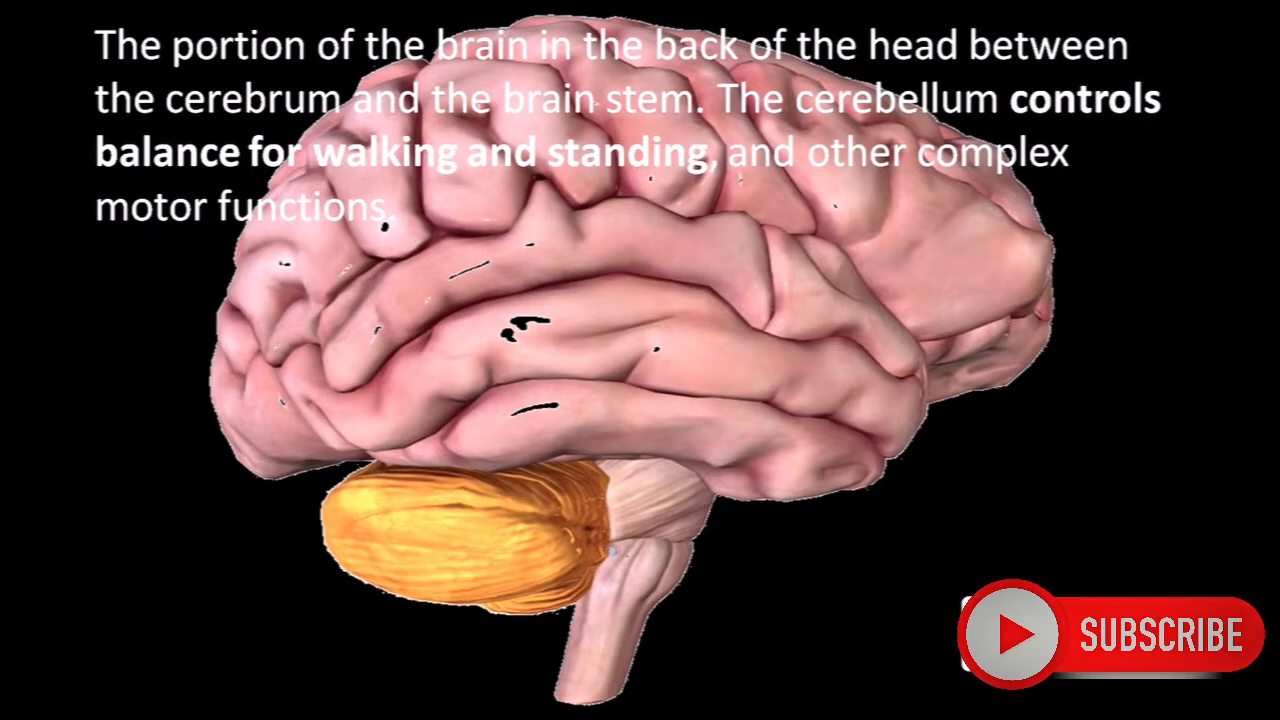 The portion of the brain in the back of the head between
the cerebrum and the brain stem. The cerebellum controls
balance for walking and standing, and other complex
motor functions.
SUBSCRIBE